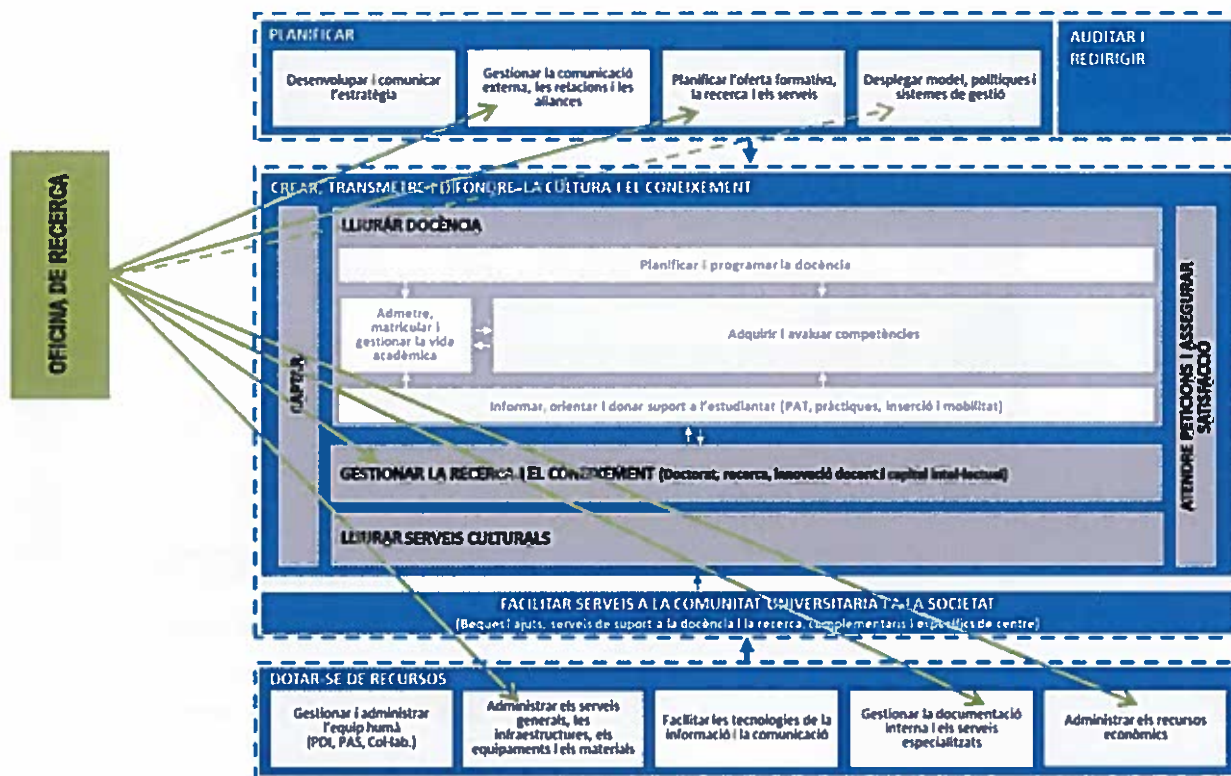 PLANIFICAR
AUDITAR I
REDIRIGIR
Desenvolupar i comunicar
l'estratègia
Gestionar la comunicació
externa, les relacions i les
aliances
Planificar l'oferta formativa,
la recerca i els serveis
Desplegar model, polítiques i
sistemes de gestió
OFICINA DE RECERCA
CREAR, TRANSMETRE I DIFONDRE LA CULTURA I EL CONEIXEMENT
CAPTAR
LLIURAR DOCÈNCIA
Planificar i programar la docència
Admetre,
matricular i
gestionar la vida
acadèmica
Adquirir i avaluar competències
Informar, orientar i donar suport a l'estudiantat (PAT, pràctiques, inserció i mobilitat)
GESTIONAR LA RECERCA I EL CONEIXEMENT (Doctorat, recerca, innovació docent i capital intel·lectual)
LLIURAR SERVEIS CULTURALS
ATENDRE PETICIONS I ASSEGURAR
SATISFACCIÓ
FACILITAR SERVEIS A LA COMUNITAT UNIVERSITARIA I A LA SOCIETAT
(Beques i ajuts, serveis de suport a la docència i la recerca, complementaris i específics de centre)
DOTAR-SE DE RECURSOS
Gestionar i administrar
l'equip humà
(PDI, PAS, Col·lab.)
Administrar els serveis
generals, les
infraestructures, els
equipaments i els materials
Facilitar les tecnologies de la
informació i la comunicació
Gestionar la documentació
interna i els serveis
especialitzats
Administrar els recursos
econòmics